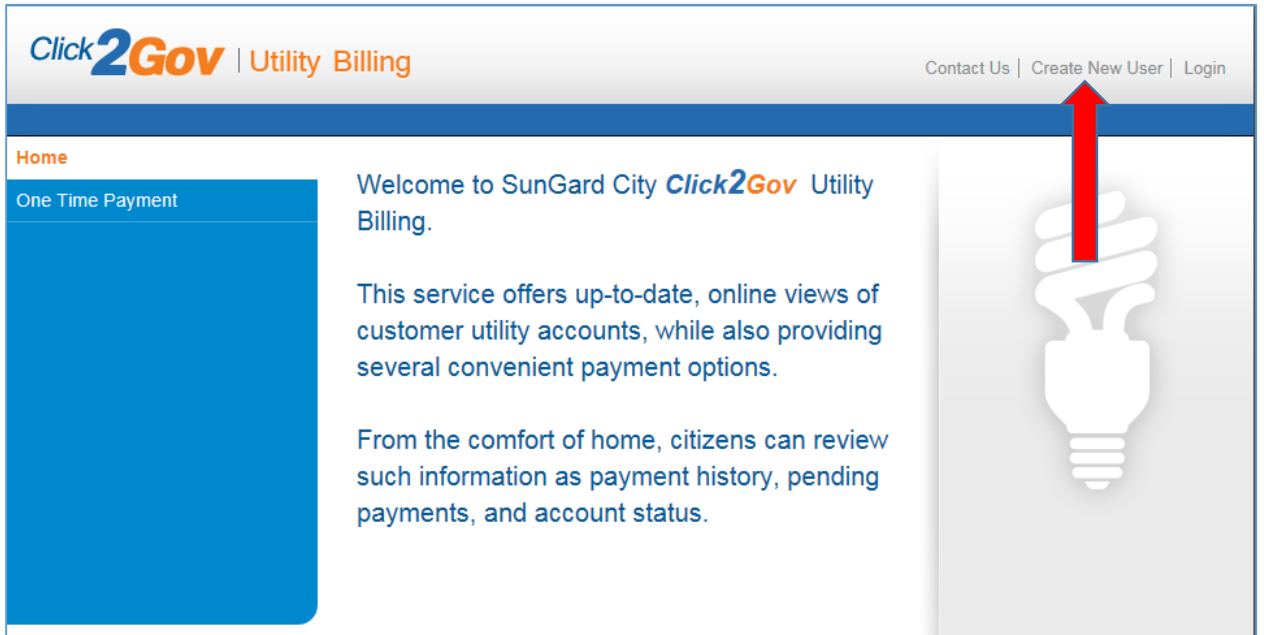 Click2Gov | Utility Billing
Contact Us | Create New User | Login
Home
One Time Payment
Welcome to SunGard City Click2Gov Utility
Billing.
This service offers up-to-date, online views of
customer utility accounts, while also providing
several convenient payment options.
From the comfort of home, citizens can review
such information as payment history, pending
payments, and account status.